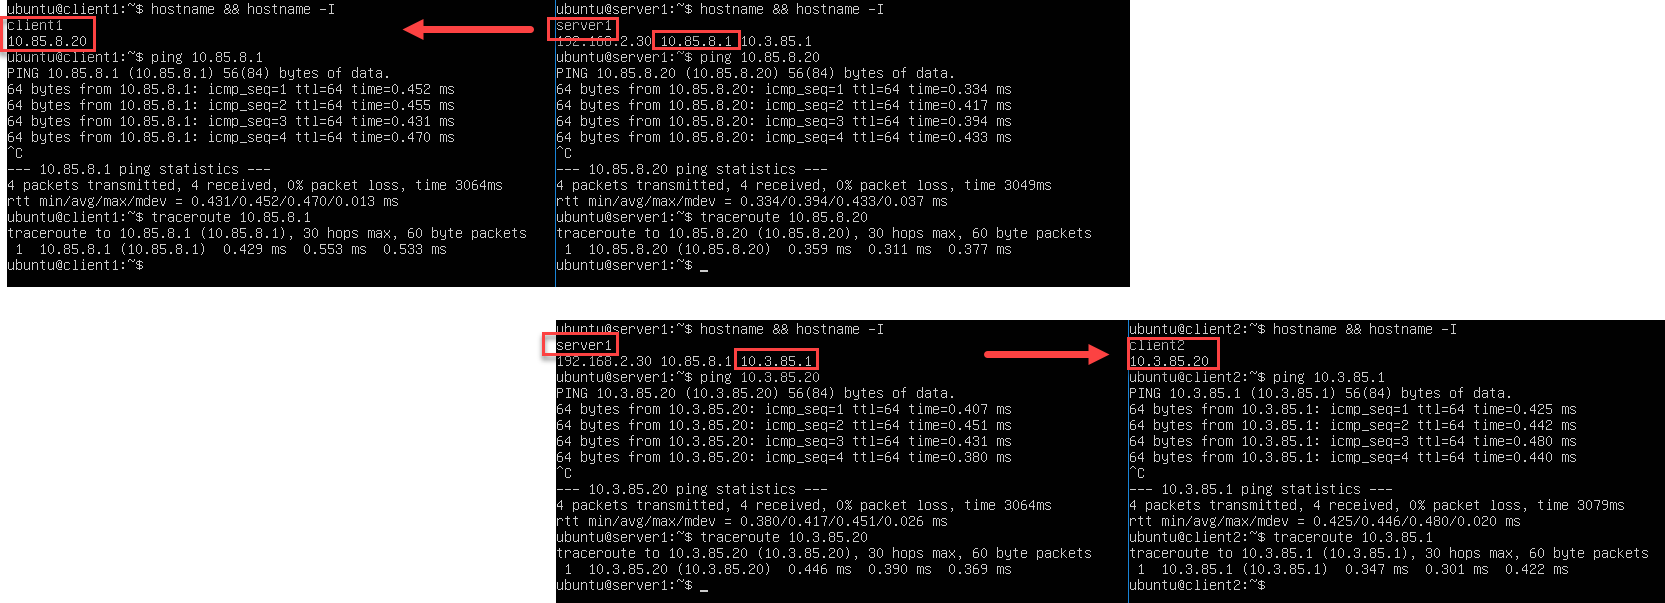 ubuntu@client1:~$ hostname && hostname -I
client1
10.85.8.20
ubuntu@client1:~$ ping 10.85.8.1
PING 10.85.8.1 (10.85.8.1) 56(84) bytes of data.
64 bytes from 10.85.8.1: icmp_seq=1 ttl=64 time=0.452 ms
64 bytes from 10.85.8.1: icmp_seq=2 ttl=64 time=0.455 ms
64 bytes from 10.85.8.1: icmp_seq=3 ttl=64 time=0.431 ms
64 bytes from 10.85.8.1: icmp_seq=4 ttl=64 time=0.470 ms
^C
--- 10.85.8.1 ping statistics ---
4 packets transmitted, 4 received, 0% packet loss, time 3064ms
rtt min/avg/max/mdev = 0.431/0.452/0.470/0.013 ms
ubuntu@client1:~$ traceroute 10.85.8.1
traceroute to 10.85.8.1 (10.85.8.1), 30 hops max, 60 byte packets
1  10.85.8.1 (10.85.8.1)  0.429 ms  0.553 ms  0.533 ms
ubuntu@client1:~$
ubuntu@server1:~$ hostname && hostname -I
server1
192.168.2.30 10.85.8.1 10.3.85.1
ubuntu@server1:~$ ping 10.85.8.20
PING 10.85.8.20 (10.85.8.20) 56(84) bytes of data.
64 bytes from 10.85.8.20: icmp_seq=1 ttl=64 time=0.334 ms
64 bytes from 10.85.8.20: icmp_seq=2 ttl=64 time=0.417 ms
64 bytes from 10.85.8.20: icmp_seq=3 ttl=64 time=0.394 ms
64 bytes from 10.85.8.20: icmp_seq=4 ttl=64 time=0.433 ms
^C
--- 10.85.8.20 ping statistics ---
4 packets transmitted, 4 received, 0% packet loss, time 3049ms
rtt min/avg/max/mdev = 0.334/0.394/0.433/0.037 ms
ubuntu@server1:~$ traceroute 10.85.8.20
traceroute to 10.85.8.20 (10.85.8.20), 30 hops max, 60 byte packets
1  10.85.8.20 (10.85.8.20)  0.359 ms  0.311 ms  0.377 ms
ubuntu@server1:~$ _
ubuntu@server1:~$ hostname && hostname -I
server1
192.168.2.30 10.85.8.1 10.3.85.1
ubuntu@server1:~$ ping 10.3.85.20
PING 10.3.85.20 (10.3.85.20) 56(84) bytes of data.
64 bytes from 10.3.85.20: icmp_seq=1 ttl=64 time=0.407 ms
64 bytes from 10.3.85.20: icmp_seq=2 ttl=64 time=0.451 ms
64 bytes from 10.3.85.20: icmp_seq=3 ttl=64 time=0.431 ms
64 bytes from 10.3.85.20: icmp_seq=4 ttl=64 time=0.380 ms
^C
--- 10.3.85.20 ping statistics ---
4 packets transmitted, 4 received, 0% packet loss, time 3064ms
rtt min/avg/max/mdev = 0.380/0.417/0.451/0.026 ms
ubuntu@server1:~$ traceroute 10.3.85.20
traceroute to 10.3.85.20 (10.3.85.20), 30 hops max, 60 byte packets
1  10.3.85.20 (10.3.85.20)  0.446 ms  0.390 ms  0.369 ms
ubuntu@server1:~$ _
ubuntu@client2:~$ hostname && hostname -I
client2
10.3.85.20
ubuntu@client2:~$ ping 10.3.85.1
PING 10.3.85.1 (10.3.85.1) 56(84) bytes of data.
64 bytes from 10.3.85.1: icmp_seq=1 ttl=64 time=0.425 ms
64 bytes from 10.3.85.1: icmp_seq=2 ttl=64 time=0.442 ms
64 bytes from 10.3.85.1: icmp_seq=3 ttl=64 time=0.480 ms
64 bytes from 10.3.85.1: icmp_seq=4 ttl=64 time=0.440 ms
^C
--- 10.3.85.1 ping statistics ---
4 packets transmitted, 4 received, 0% packet loss, time 3079ms
rtt min/avg/max/mdev = 0.425/0.446/0.480/0.020 ms
ubuntu@client2:~$ traceroute 10.3.85.1
traceroute to 10.3.85.1 (10.3.85.1), 30 hops max, 60 byte packets
1  10.3.85.1 (10.3.85.1)  0.347 ms  0.301 ms  0.422 ms
ubuntu@client2:~$